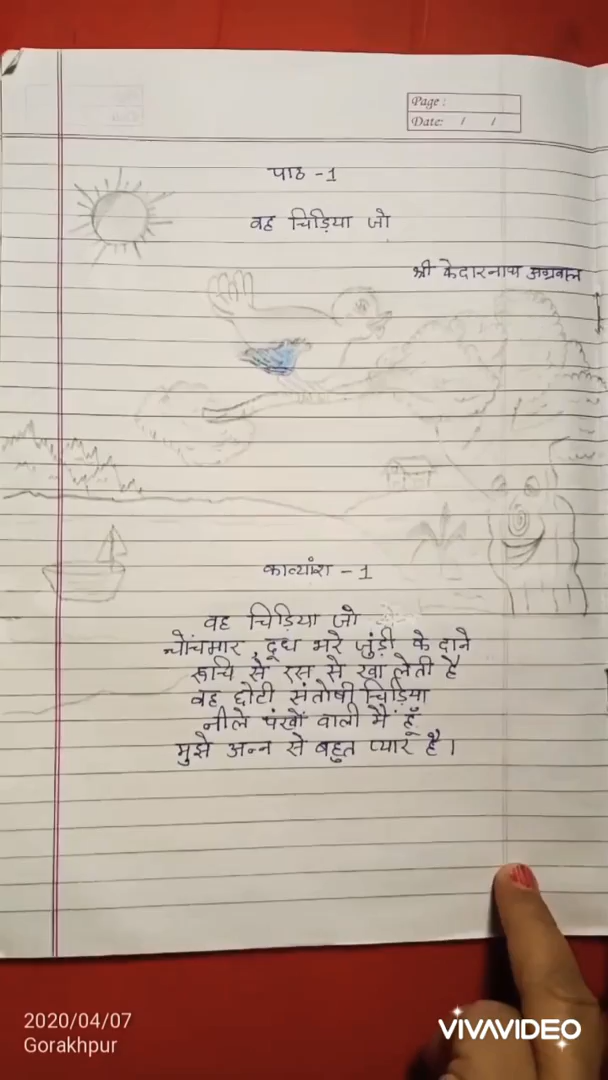 Page :
Date: / /
पाठ -1
वह चिड़िया जो
श्री केदारनाथ अग्रवाल
काव्यांश - 1
वह चिड़िया जो
चोंचमार , दूध भरे जुंड़ी के दाने
रूचि से रस से खा लेती है
वह छोटी संतोषी चिड़िया
नीले पंखों वाली मैं हूँ
मुझे अन्न से बहुत प्यार है ।
2020/04/07
Gorakhpur
VIVAVIDEO